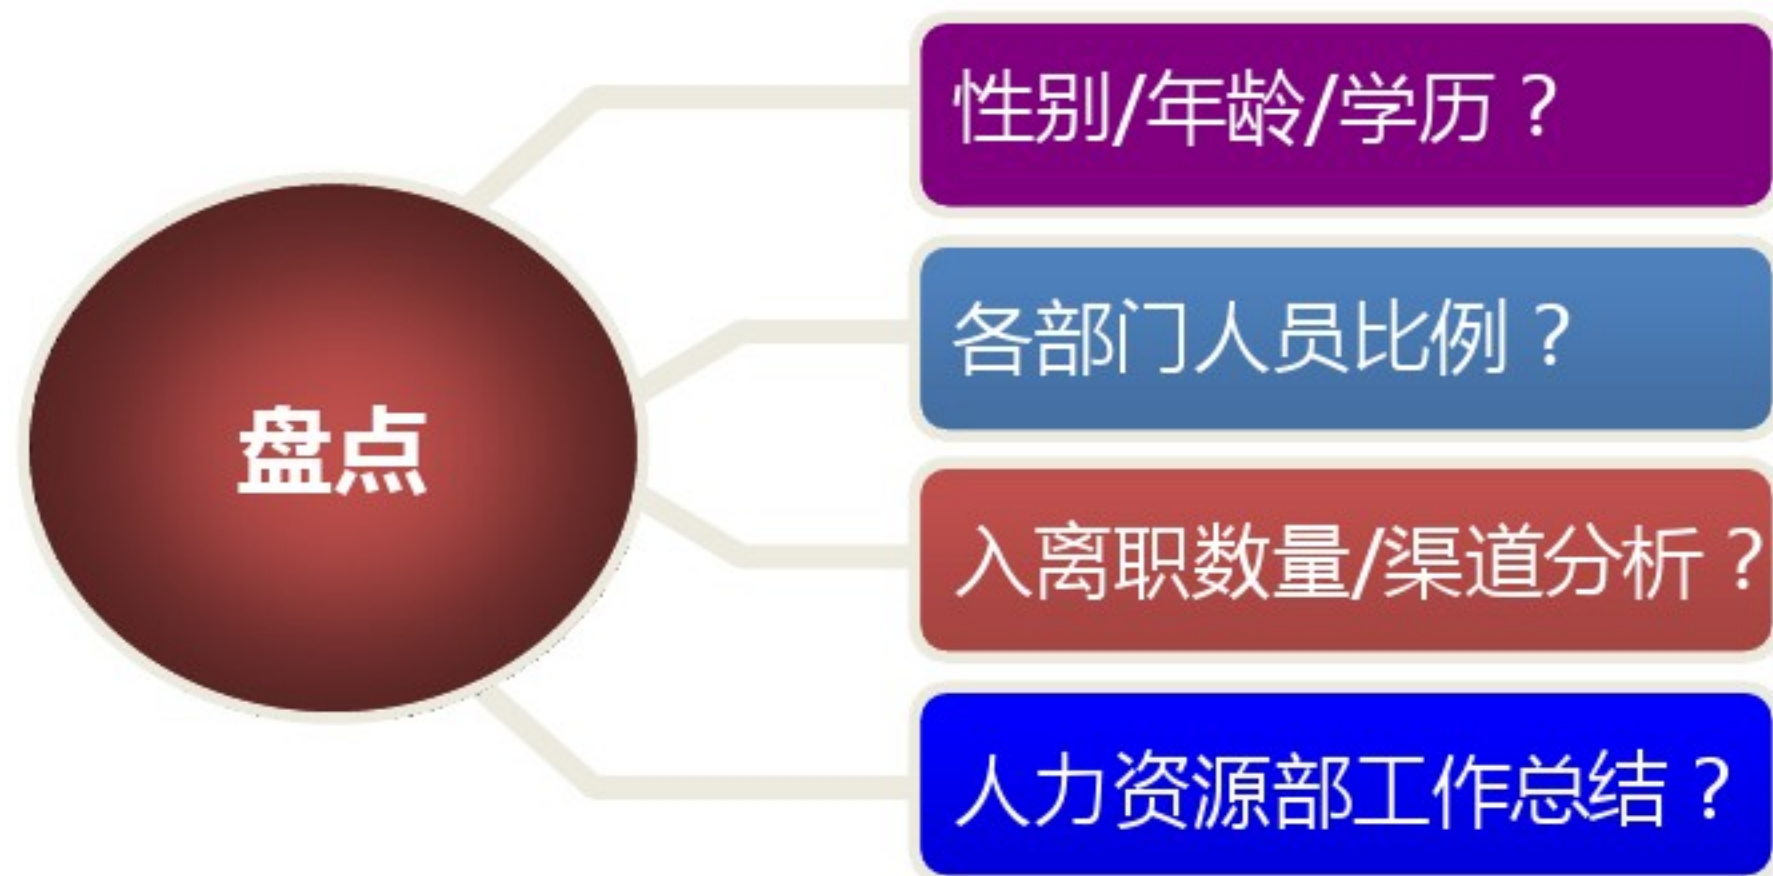 性别/年龄/学历？
各部门人员比例？
盘点
入离职数量/渠道分析？
人力资源部工作总结？